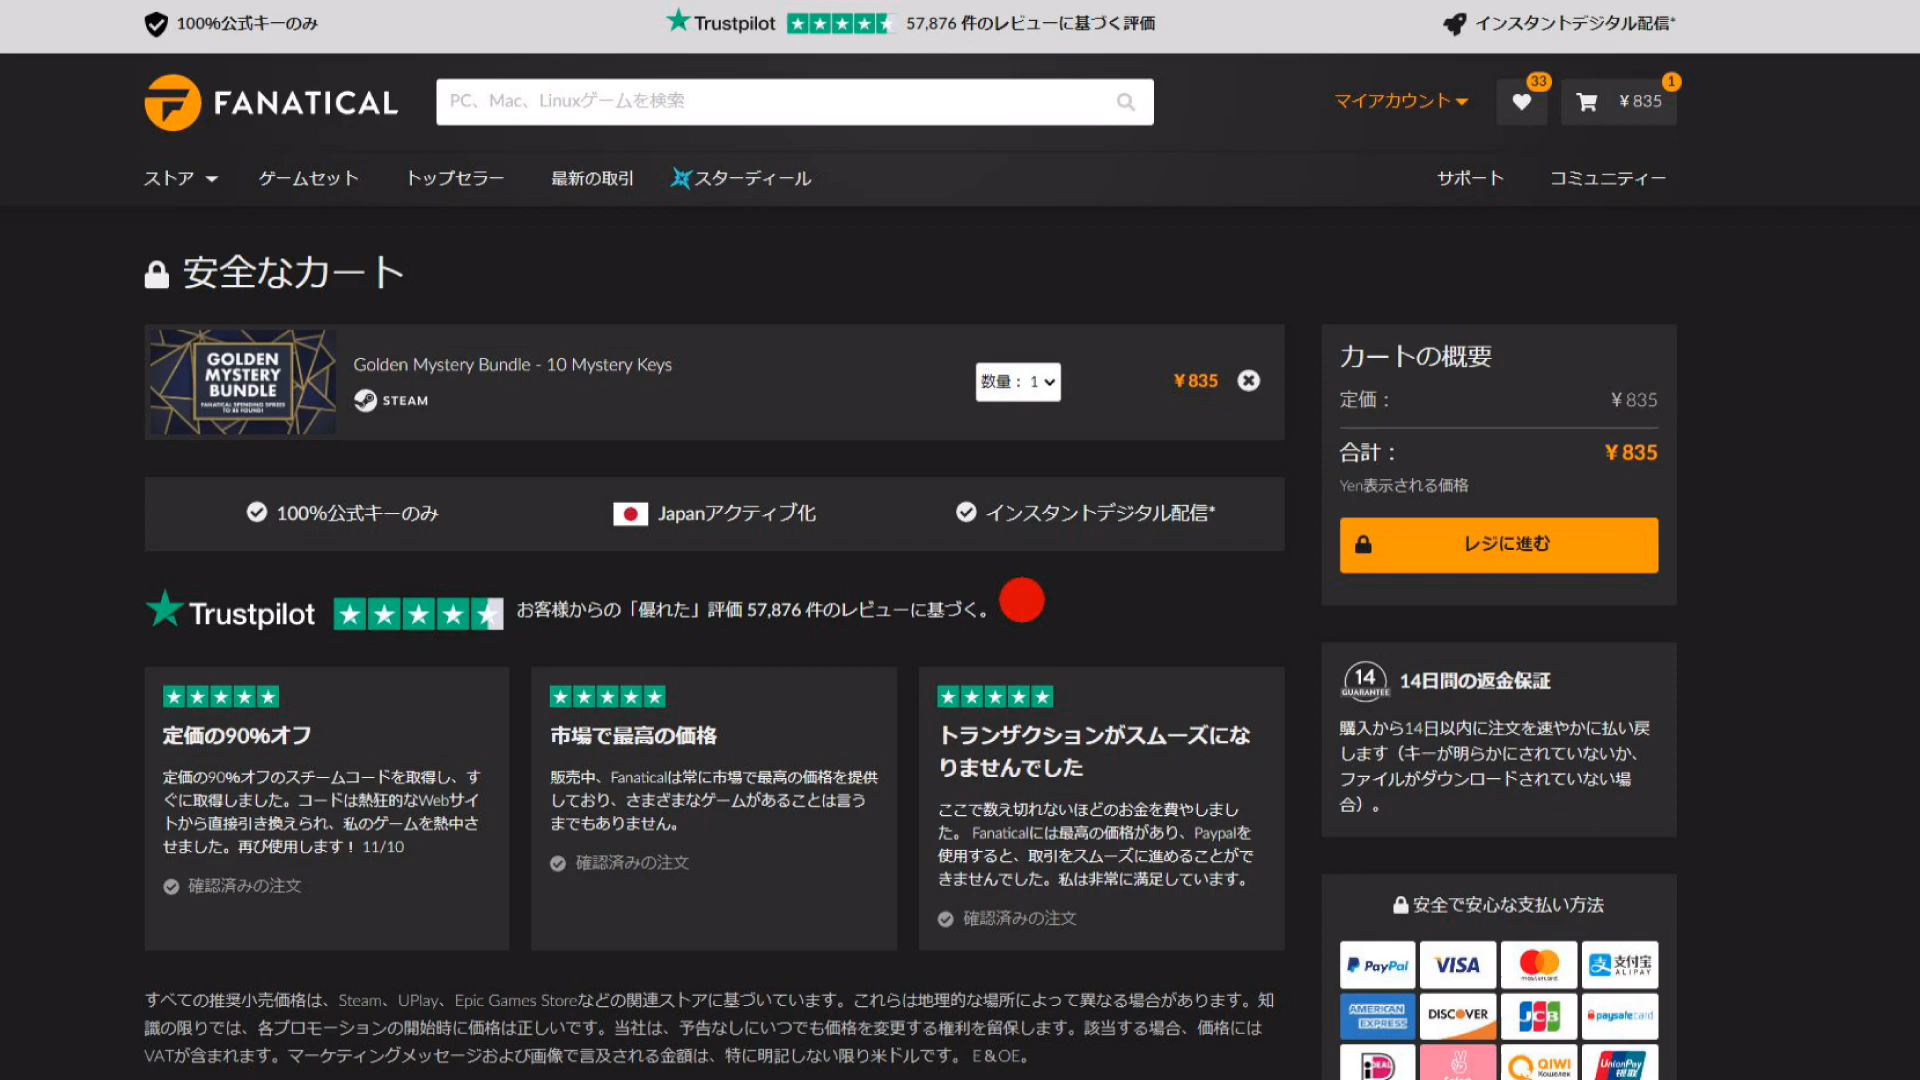 100%公式キーのみ
Trustpilot 57,876 件のレビューに基づく評価
インスタントデジタル配信*
FANATICAL
PC、Mac、Linuxゲームを検索
マイアカウント
33
1
¥835
ストア
ゲームセット
トップセラー
最新の取引
スターディール
サポート
コミュニティー
安全なカート
GOLDEN
MYSTERY
BUNDLE
FANATICAL SPENDING SPREES
TO BE FOUND!
Golden Mystery Bundle - 10 Mystery Keys
STEAM
数量： 1
¥835
カートの概要
定価： ¥835
合計： ¥835
Yen表示される価格
レジに進む
100%公式キーのみ
Japanアクティブ化
インスタントデジタル配信*
Trustpilot お客様からの「優れた」評価 57,876 件のレビューに基づく。
定価の90%オフ
定価の90%オフのスチームコードを取得し、す
ぐに取得しました。コードは熱狂的なWebサイ
トから直接引き換えられ、私のゲームを熱中さ
せました。再び使用します！ 11/10
確認済みの注文
市場で最高の価格
販売中、Fanaticalは常に市場で最高の価格を提供
しており、さまざまなゲームがあることは言う
までもありません。
確認済みの注文
トランザクションがスムーズにな
りませんでした
ここで数え切れないほどのお金を費やしまし
た。 Fanaticalには最高の価格があり、Paypalを
使用すると、取引をスムーズに進めることがで
きませんでした。私は非常に満足しています。
確認済みの注文
14
GUARANTEE
14日間の返金保証
購入から14日以内に注文を速やかに払い戻
します（キーが明らかにされていないか、
ファイルがダウンロードされていない場
合）。
安全で安心な支払い方法
PayPal
VISA
mastercard
支付宝
ALIPAY
AMERICAN
EXPRESS
DISCOVER
JCB
paysafecard
iDEAL
QIWI
Кошелек
UnionPay
银联
すべての推奨小売価格は、Steam、UPlay、Epic Games Storeなどの関連ストアに基づいています。これらは地理的な場所によって異なる場合があります。知
識の限りでは、各プロモーションの開始時に価格は正しいです。当社は、予告なしにいつでも価格を変更する権利を留保します。該当する場合、価格には
VATが含まれます。マーケティングメッセージおよび画像で言及される金額は、特に明記しない限り米ドルです。 E＆OE。